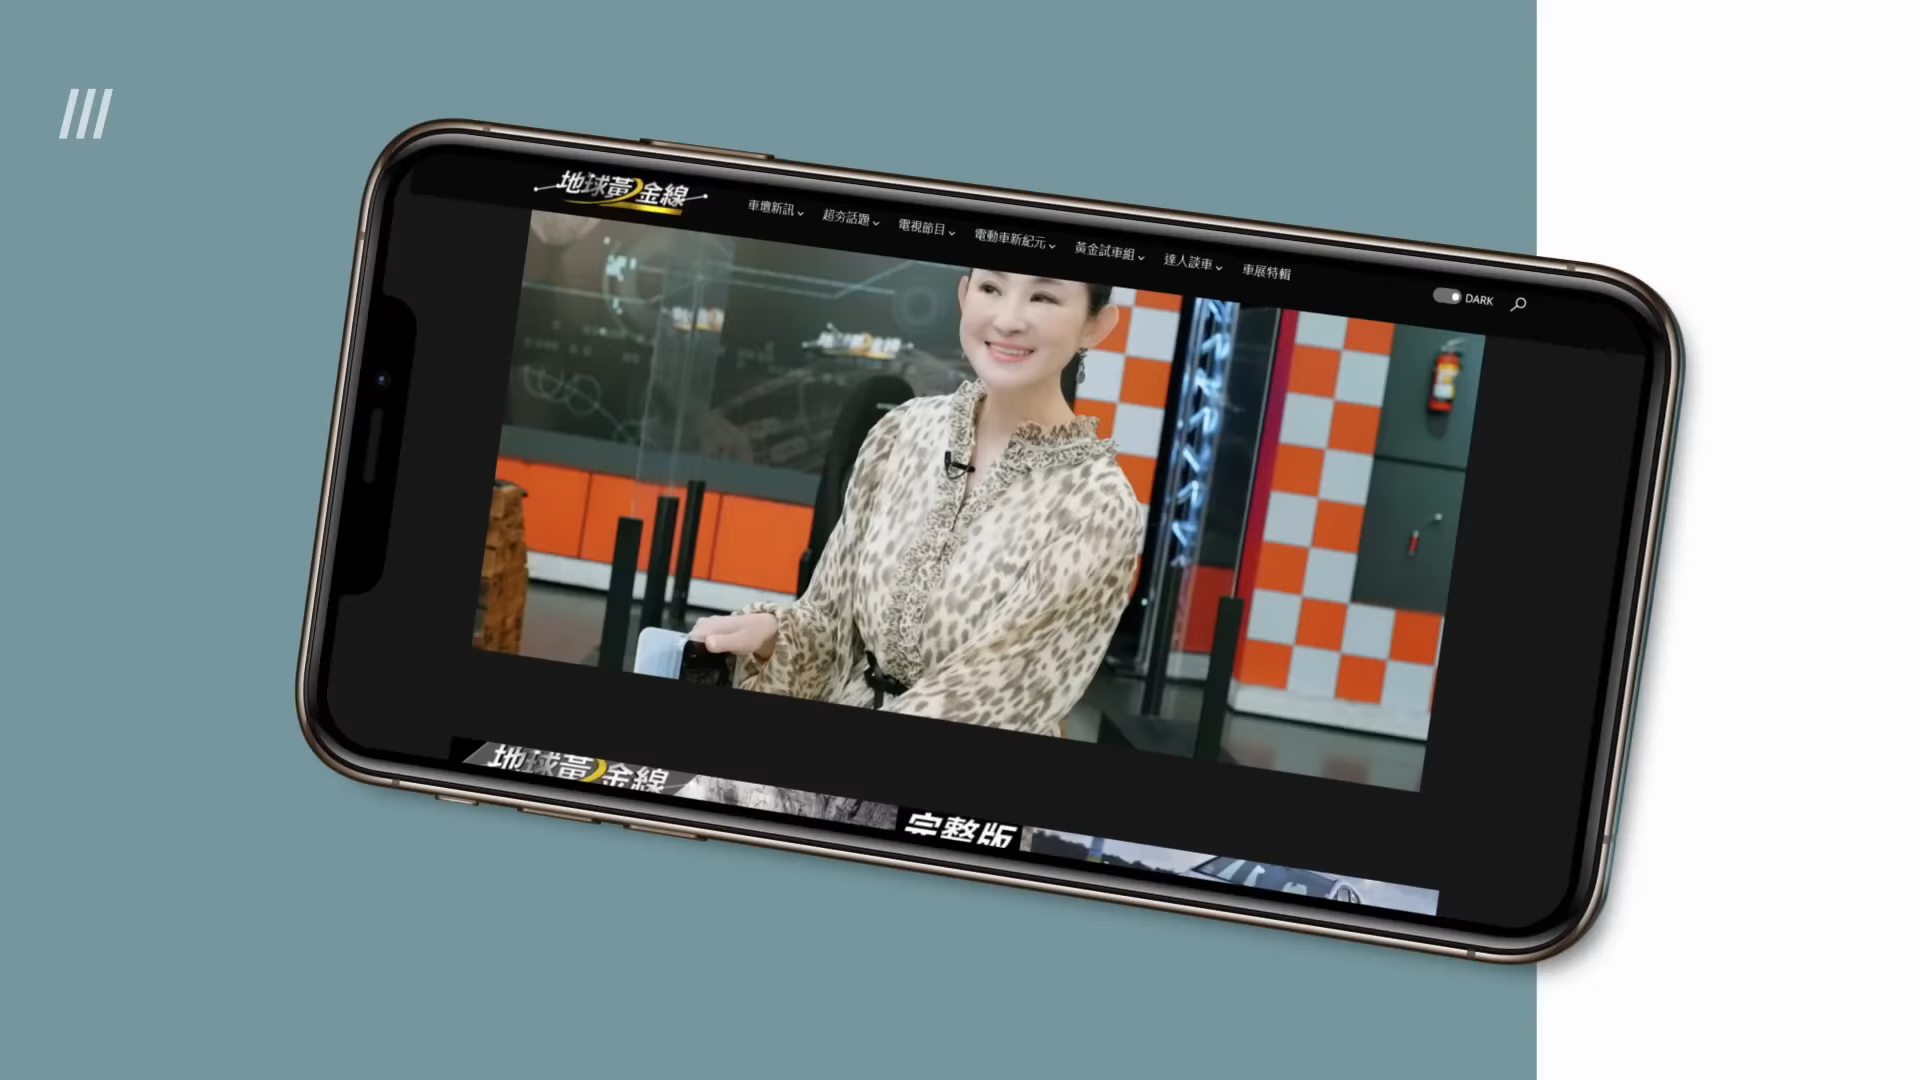 地球黃金線
車壇新訊
超夯話題
電視節目
電動車新紀元
黃金試車組
達人談車
車展特輯
DARK
地球黃金線
完整版